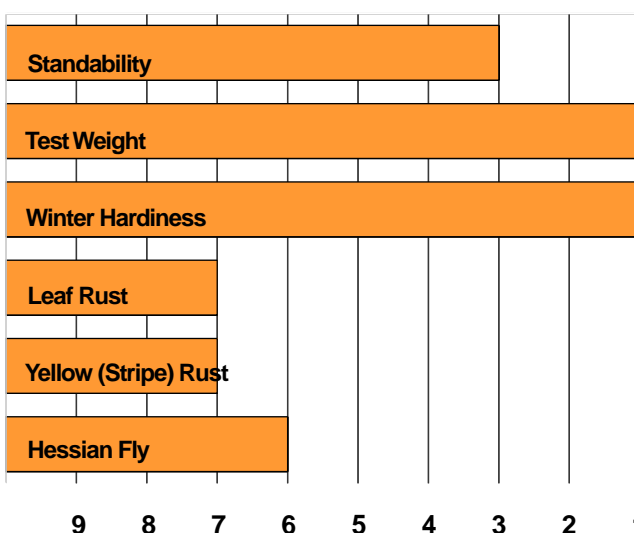 Standability
Test Weight
Winter Hardiness
Leaf Rust
Yellow (Stripe) Rust
Hessian Fly
9 8 7 6 5 4 3 2